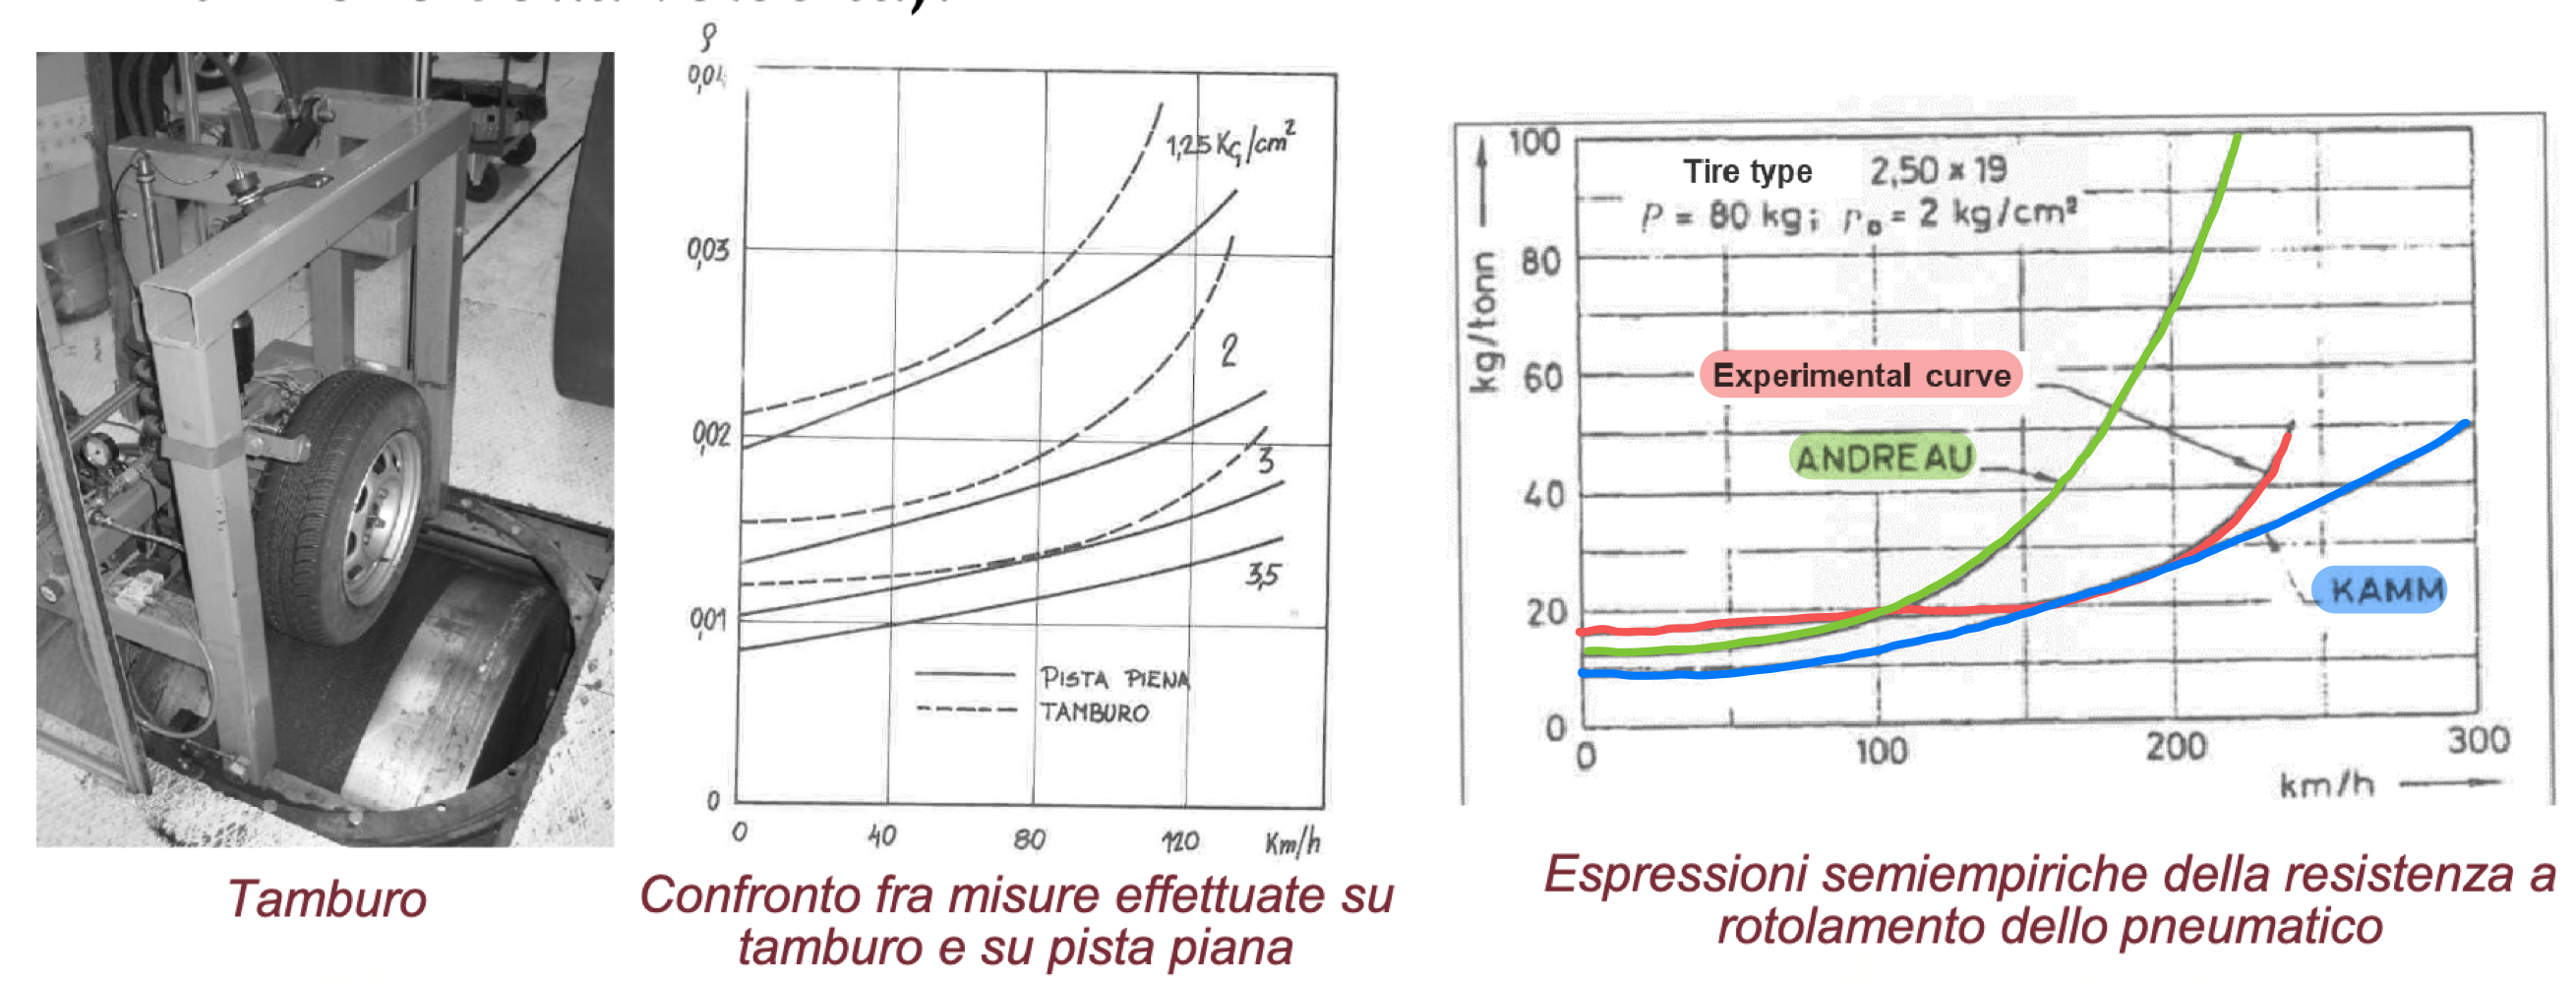 ϱ
0,04
0,03
0,02
0,01
0
0
40
80
120
Km/h
1,25 Kg/cm²
2
3
3,5
PISTA PIENA
TAMBURO
100
80
60
40
20
0
kg/tonn
Tire type 2,50 x 19
P = 80 kg; p₀ = 2 kg/cm²
Experimental curve
ANDREAU
KAMM
0
100
200
300
km/h
Tamburo
Confronto fra misure effettuate su
tamburo e su pista piana
Espressioni semiempiriche della resistenza a
rotolamento dello pneumatico